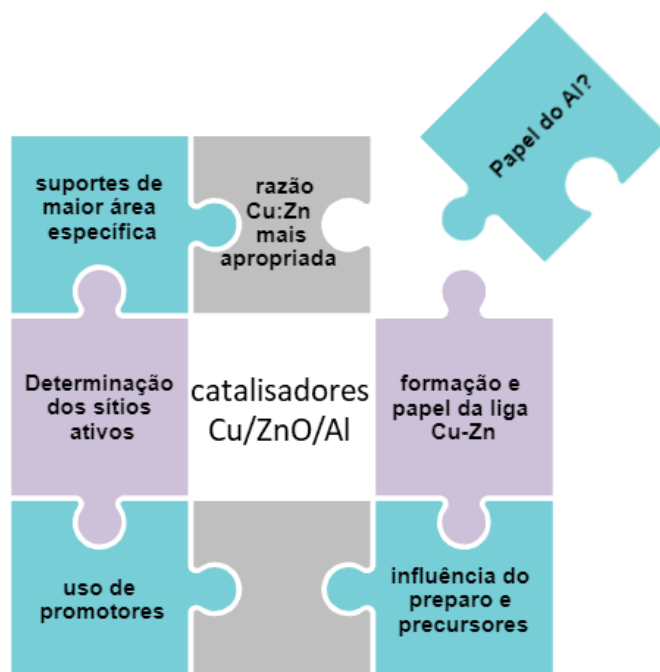 Papel do Al?
suportes de
maior área
específica
razão
Cu:Zn
mais
apropriada
Determinação
dos sítios
ativos
catalisadores
Cu/ZnO/Al
formação e
papel da liga
Cu-Zn
uso de
promotores
influência do
preparo e
precursores